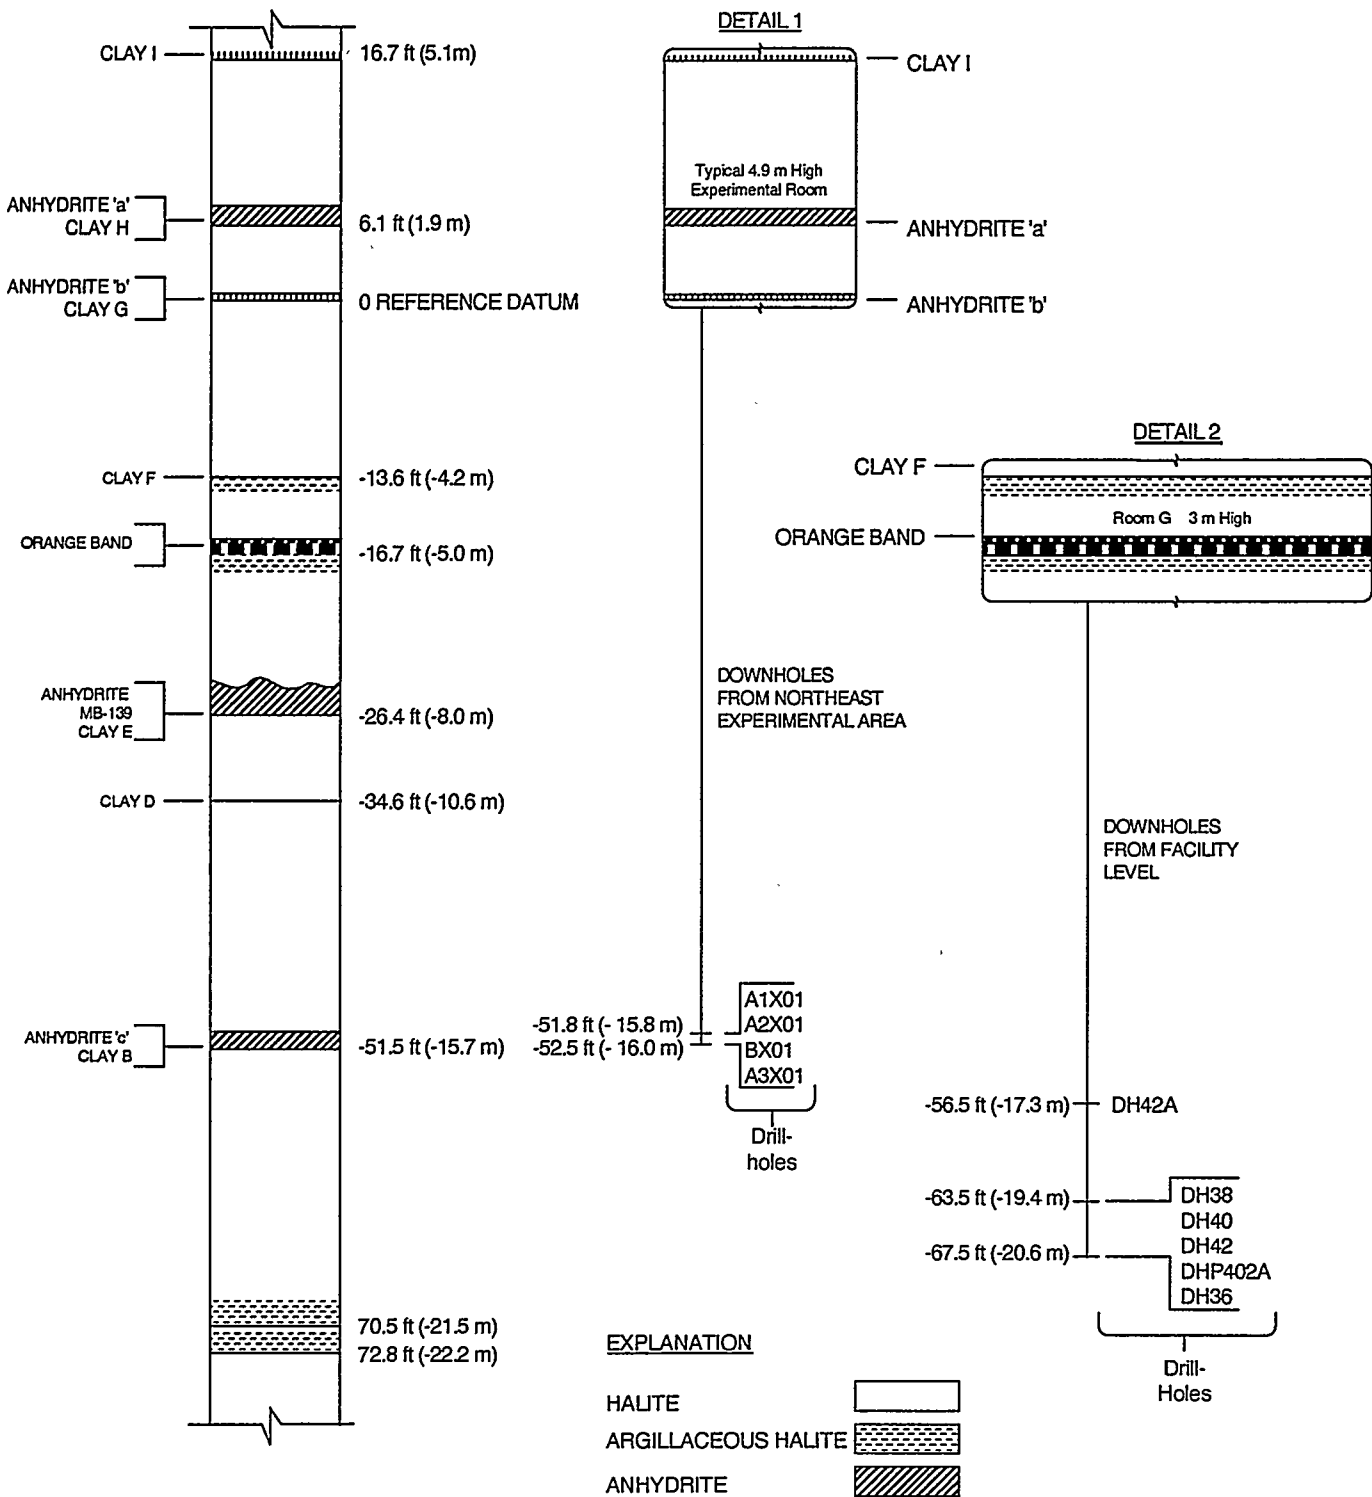 CLAY I
16.7 ft (5.1m)
ANHYDRITE 'a'
CLAY H
6.1 ft (1.9 m)
ANHYDRITE 'b'
CLAY G
0 REFERENCE DATUM
CLAY F
-13.6 ft (-4.2 m)
ORANGE BAND
-16.7 ft (-5.0 m)
ANHYDRITE
MB-139
CLAY E
-26.4 ft (-8.0 m)
CLAY D
-34.6 ft (-10.6 m)
ANHYDRITE 'c'
CLAY B
-51.5 ft (-15.7 m)
70.5 ft (-21.5 m)
72.8 ft (-22.2 m)
DETAIL 1
CLAY I
Typical 4.9 m High
Experimental Room
ANHYDRITE 'a'
ANHYDRITE 'b'
DOWNHOLES
FROM NORTHEAST
EXPERIMENTAL AREA
-51.8 ft (- 15.8 m)
-52.5 ft (- 16.0 m)
A1X01
A2X01
BX01
A3X01
Drill-
holes
DETAIL 2
CLAY F
Room G 3 m High
ORANGE BAND
DOWNHOLES
FROM FACILITY
LEVEL
-56.5 ft (-17.3 m)
DH42A
-63.5 ft (-19.4 m)
-67.5 ft (-20.6 m)
DH38
DH40
DH42
DHP402A
DH36
Drill-
Holes
EXPLANATION
HALITE
ARGILLACEOUS HALITE
ANHYDRITE